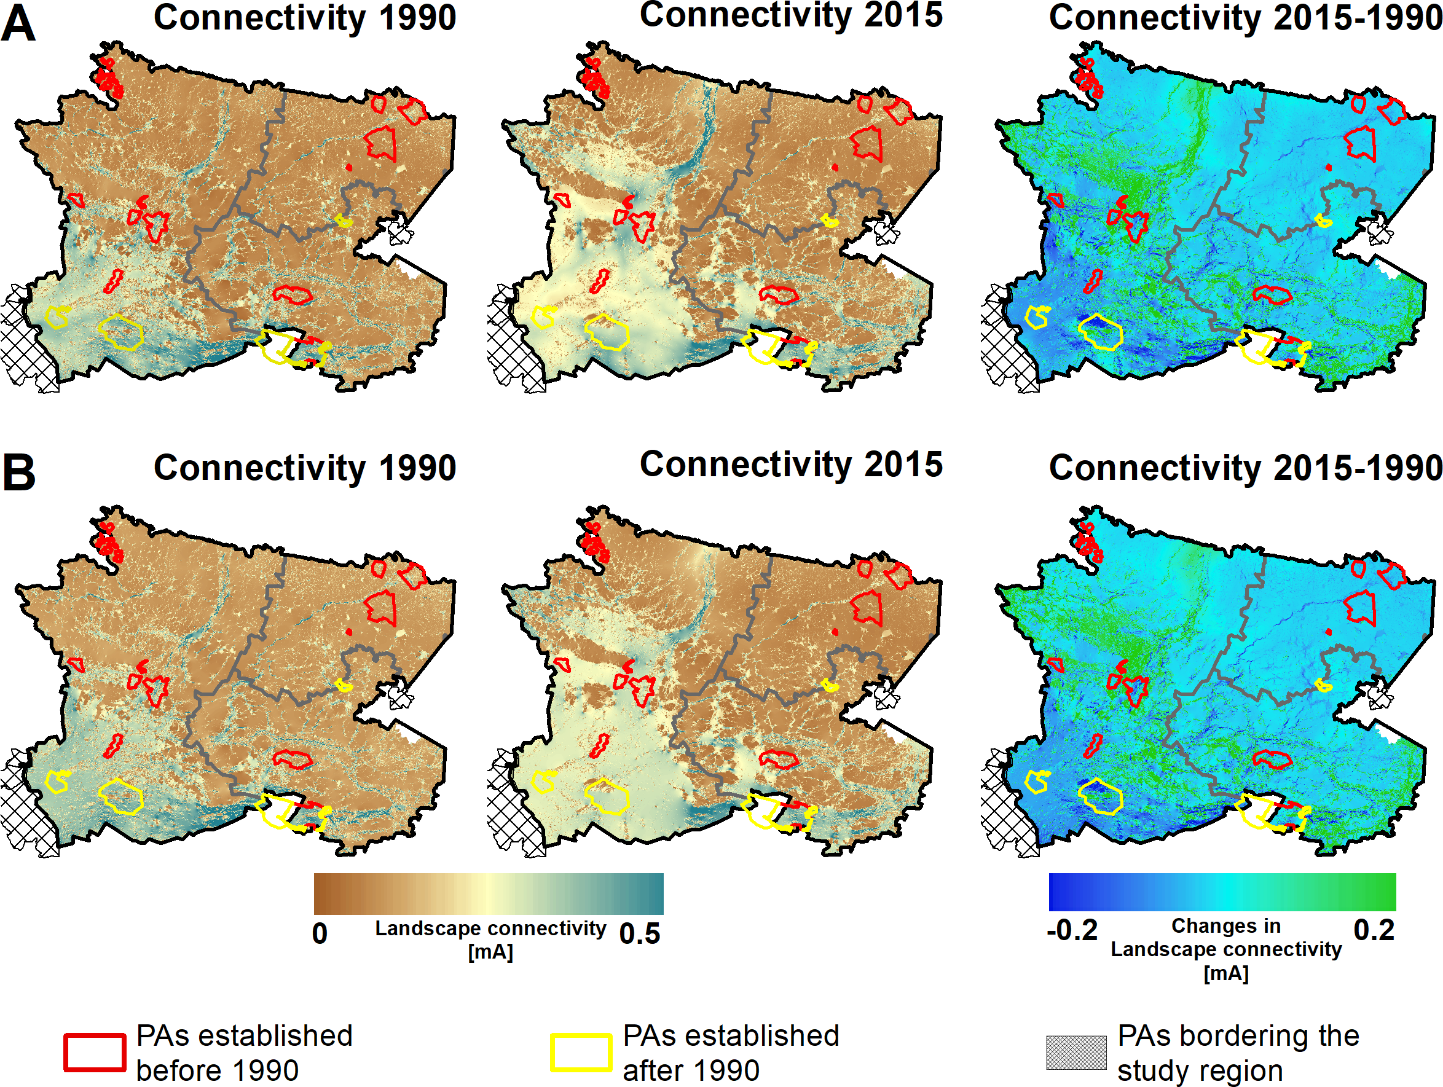 A
Connectivity 1990
Connectivity 2015
Connectivity 2015-1990
B
Connectivity 1990
Connectivity 2015
Connectivity 2015-1990
0
Landscape connectivity
[mA]
0.5
-0.2
Changes in
Landscape connectivity
[mA]
0.2
PAs established
before 1990
PAs established
after 1990
PAs bordering the
study region